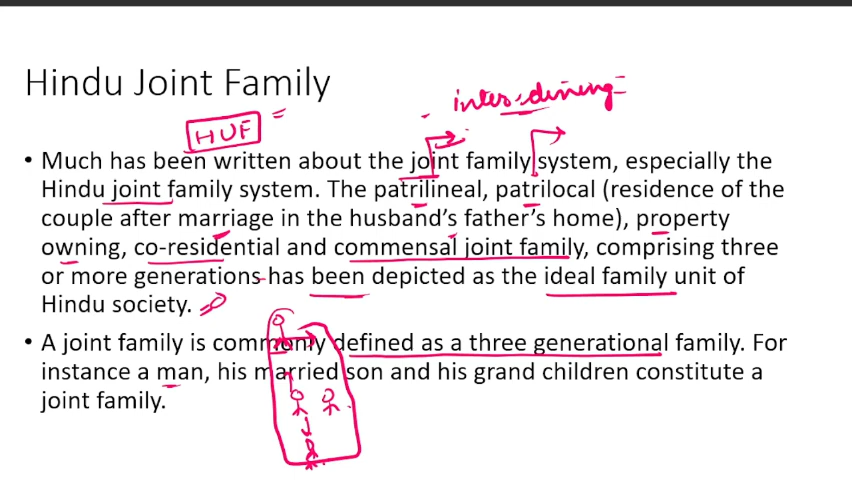 Hindu Joint Family
inter-dining
HUF
• Much has been written about the joint family system, especially the
Hindu joint family system. The patrilineal, patrilocal (residence of the
couple after marriage in the husband's father's home), property
owning, co-residential and commensal joint family, comprising three
or more generations has been depicted as the ideal family unit of
Hindu society.
• A joint family is commonly defined as a three generational family. For
instance a man, his married son and his grand children constitute a
joint family.